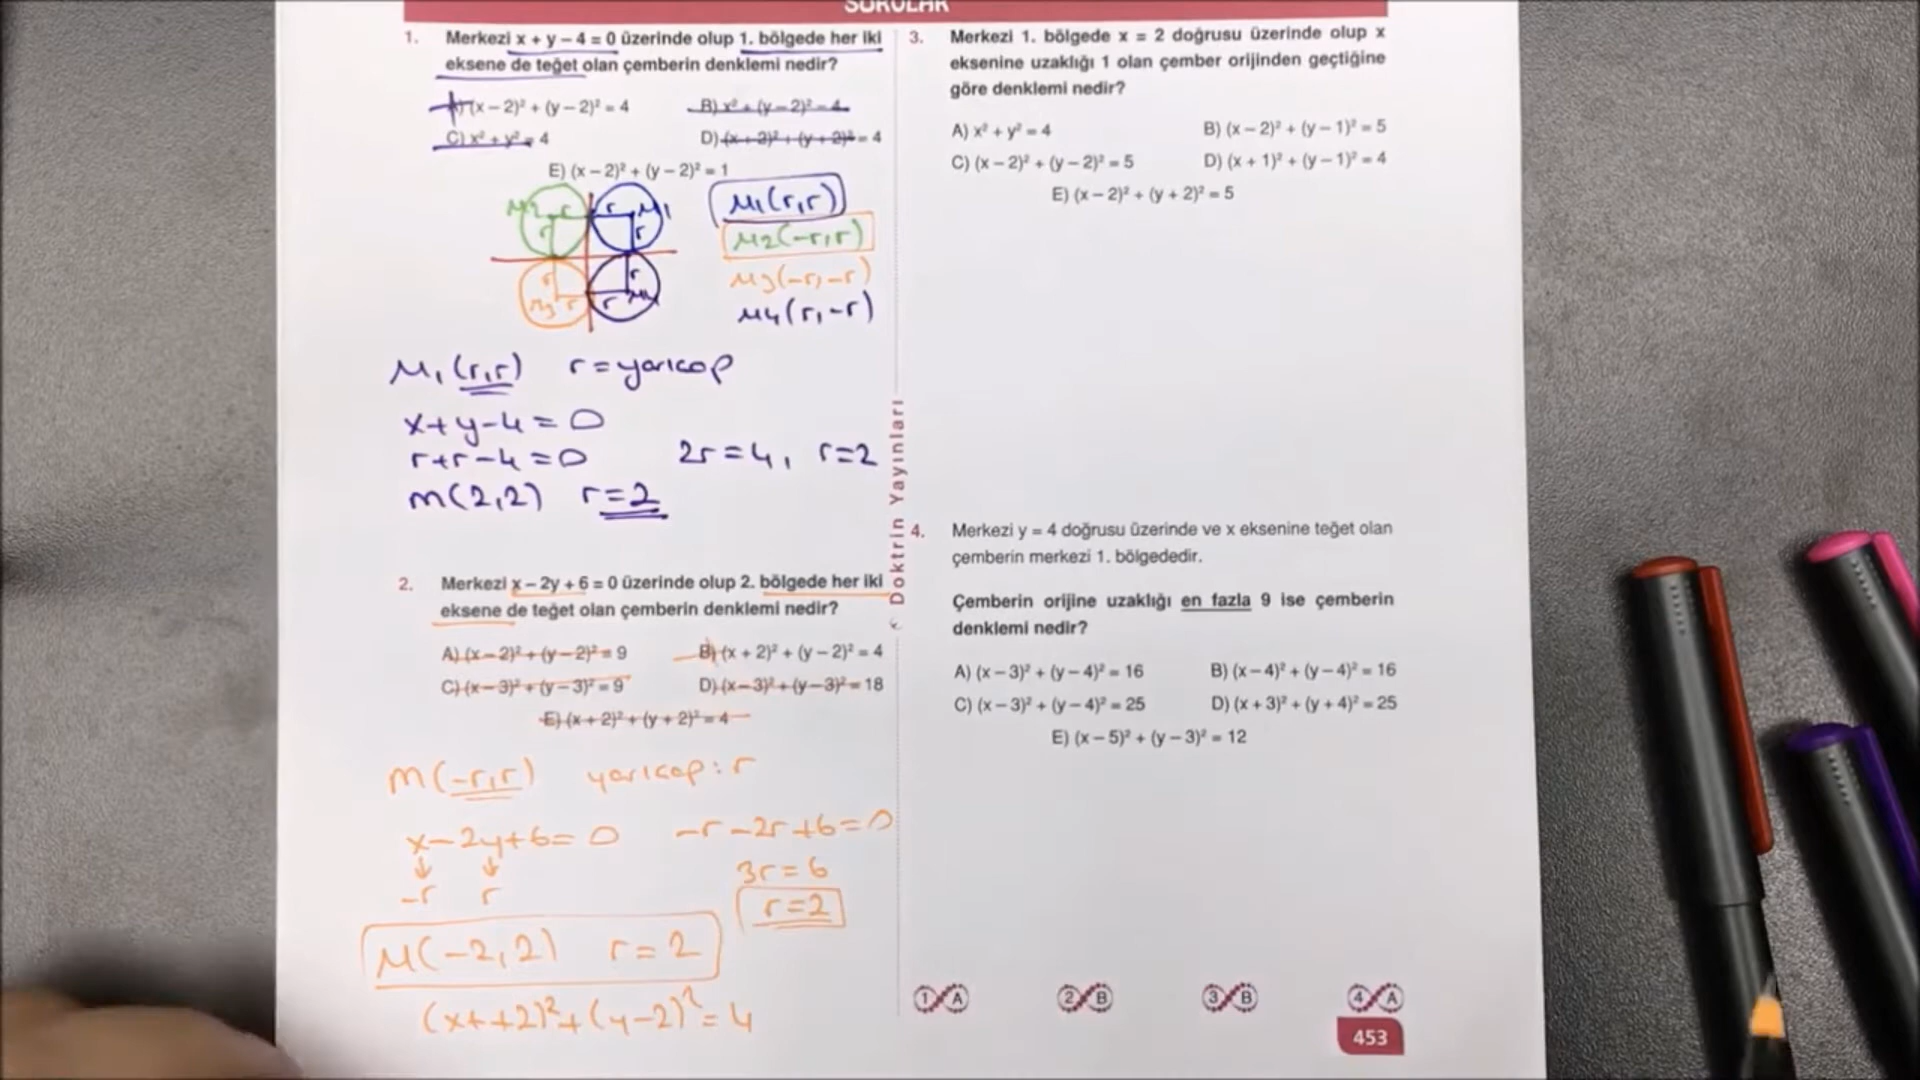 SORULAR
1. Merkezi x + y – 4 = 0 üzerinde olup 1. bölgede her iki
eksene de teğet olan çemberin denklemi nedir?
A) (x – 2)² + (y – 2)² = 4
B) x² + (y – 2)² = 4
C) x² + y² = 4
D) (x + 2)² + (y + 2)² = 4
E) (x – 2)² + (y – 2)² = 1
M2 r r
r M1 r
M3 r r
r r M4
M1(r,r)
M2(-r,r)
M3(-r,-r)
M4(r,-r)
M1(r,r) r = yarıçap
x+y-4=0
r+r-4=0 2r=4, r=2
m(2,2) r=2
2. Merkezi x – 2y + 6 = 0 üzerinde olup 2. bölgede her iki
eksene de teğet olan çemberin denklemi nedir?
A) (x – 2)² + (y – 2)² = 9
B) (x + 2)² + (y – 2)² = 4
C) (x – 3)² + (y – 3)² = 9
D) (x – 3)² + (y – 3)² = 18
E) (x + 2)² + (y + 2)² = 4
m(-r,r) yarıçap: r
x-2y+6=0 -r-2r+6=0
↓ ↓ 3r=6
-r r r=2
M(-2,2) r=2
(x++2)²+(y-2)²=4
Doktrin Yayınları
3. Merkezi 1. bölgede x = 2 doğrusu üzerinde olup x
eksenine uzaklığı 1 olan çember orijinden geçtiğine
göre denklemi nedir?
A) x² + y² = 4
B) (x – 2)² + (y – 1)² = 5
C) (x – 2)² + (y – 2)² = 5
D) (x + 1)² + (y – 1)² = 4
E) (x – 2)² + (y + 2)² = 5
4. Merkezi y = 4 doğrusu üzerinde ve x eksenine teğet olan
çemberin merkezi 1. bölgededir.
Çemberin orijine uzaklığı en fazla 9 ise çemberin
denklemi nedir?
A) (x – 3)² + (y – 4)² = 16
B) (x – 4)² + (y – 4)² = 16
C) (x – 3)² + (y – 4)² = 25
D) (x + 3)² + (y + 4)² = 25
E) (x – 5)² + (y – 3)² = 12
1 A 2 B 3 B 4 A
453